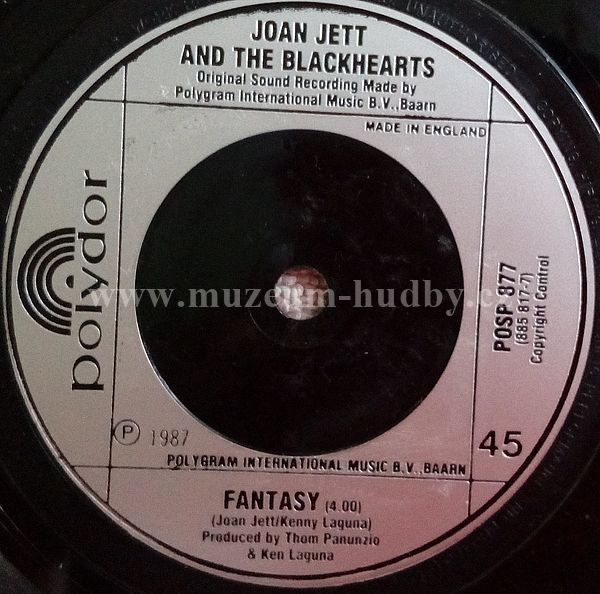 JOAN JETT
AND THE BLACKHEARTS
Original Sound Recording Made by
Polygram International Music B.V.,Baarn
MADE IN ENGLAND
polydor
www.muzeum-hudby.cz
POSP 877
(885 817-7)
Copyright Comtrol
P 1987
45
POLYGRAM INTERNATIONAL MUSIC B.V.,BAARN
FANTASY (4.00)
(Joan Jett/Kenny Laguna)
Produced by Thom Panunzio
& Ken Laguna